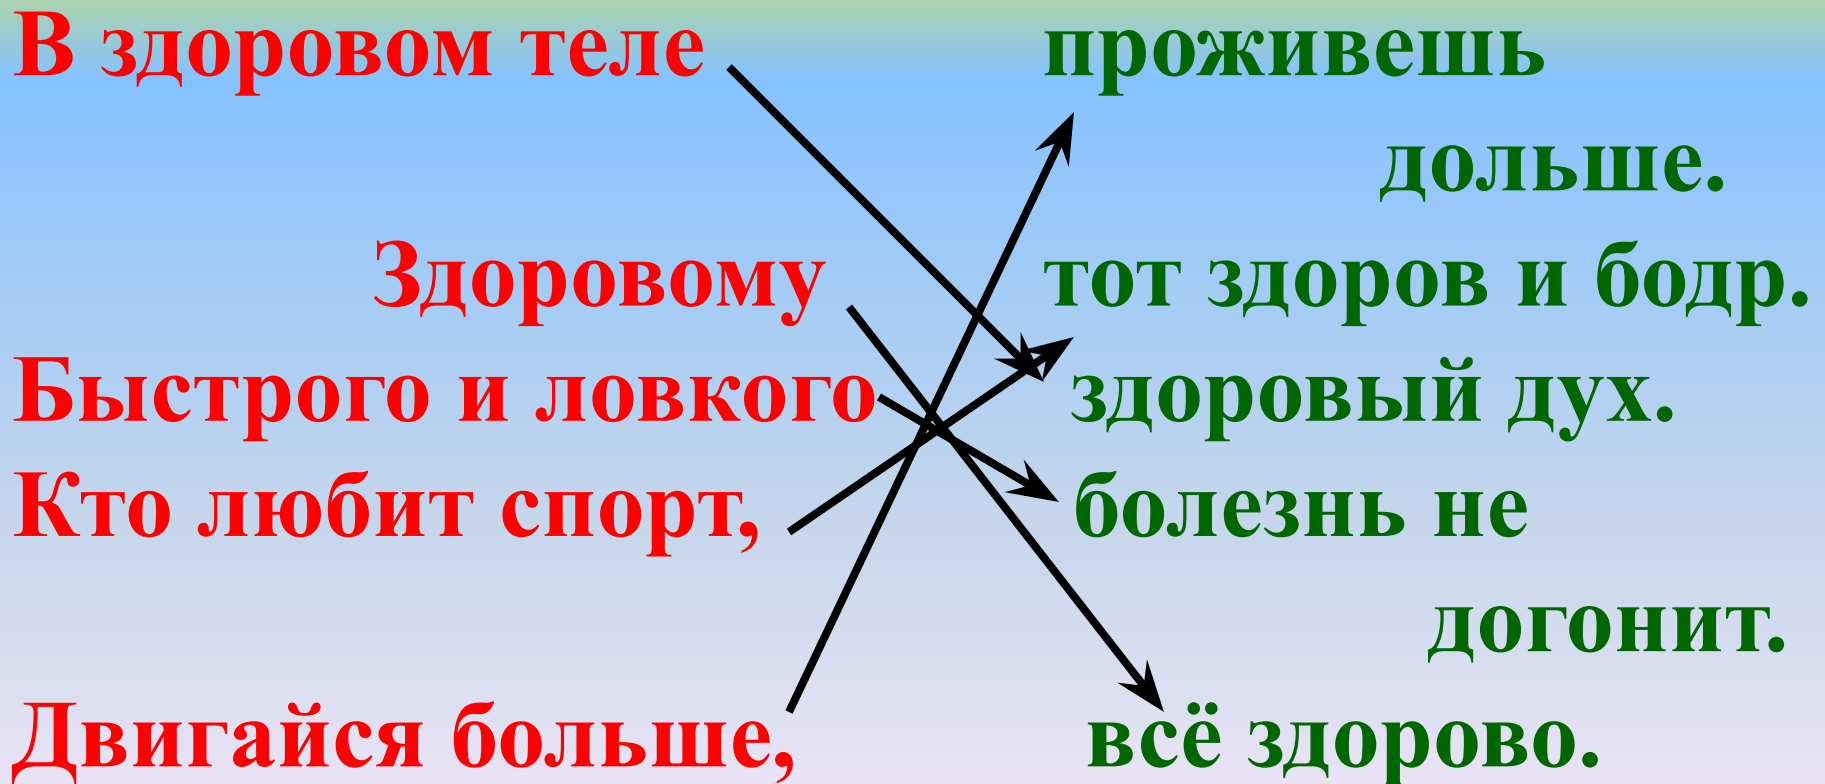 В здоровом теле проживешь
дольше.
Здоровому тот здоров и бодр.
Быстрого и ловкого здоровый дух.
Кто любит спорт, болезнь не
догонит.
Двигайся больше, всё здорово.